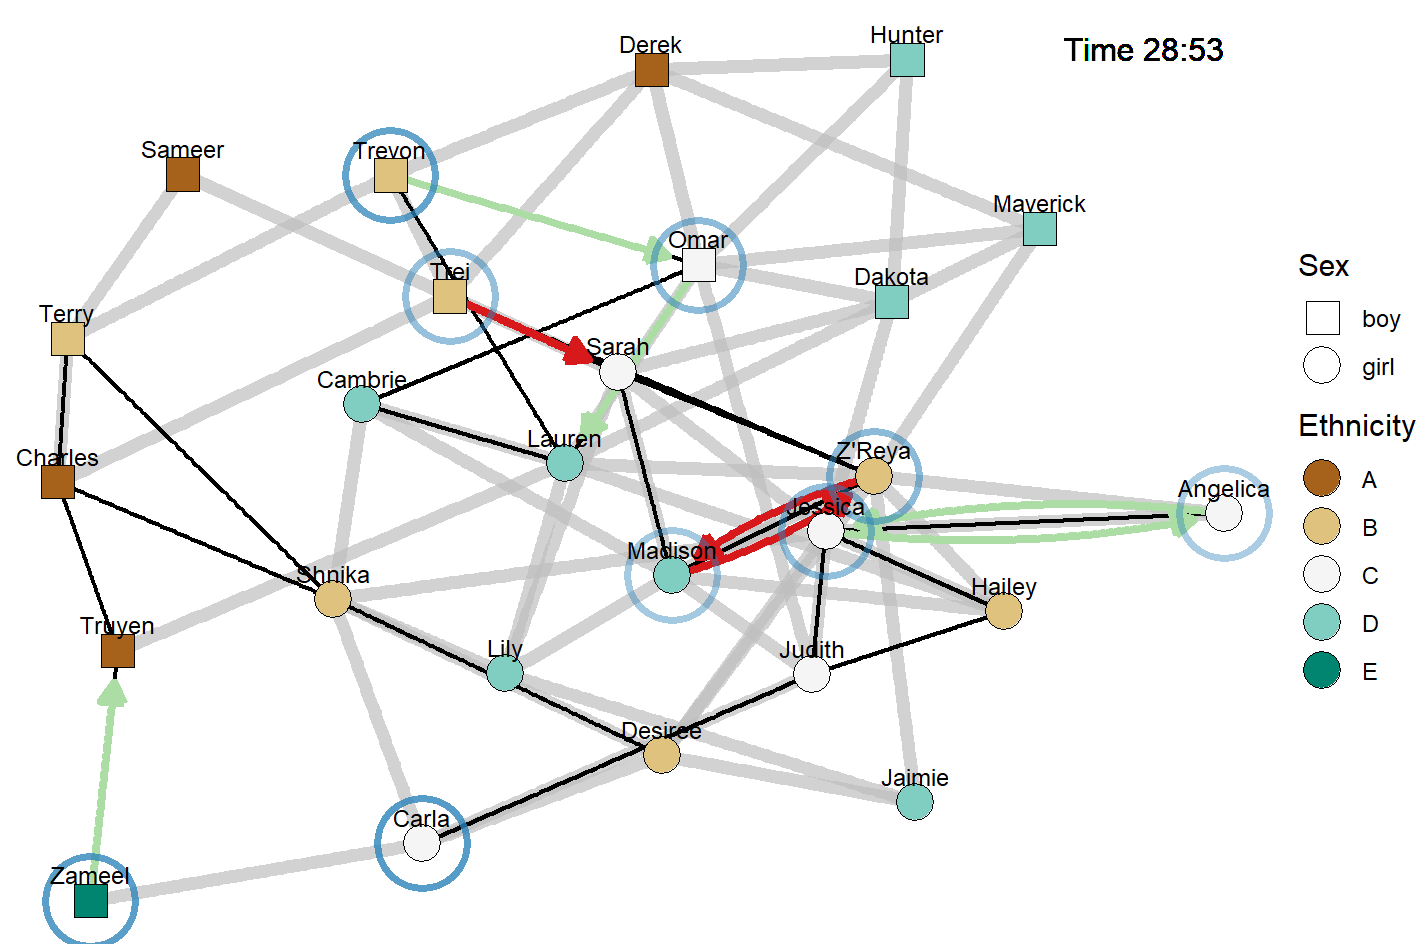 Hunter
Derek
Time 28:53
Sameer
Trevon
Maverick
Omar
Trei
Dakota
Sex
Terry
boy
Sarah
girl
Cambrie
Ethnicity
Lauren
Z'Reya
Charles
A
Angelica
Jessica
B
Madison
Shnika
C
Hailey
Truyen
D
Lily
Judith
E
Desiree
Jaimie
Carla
Zameel